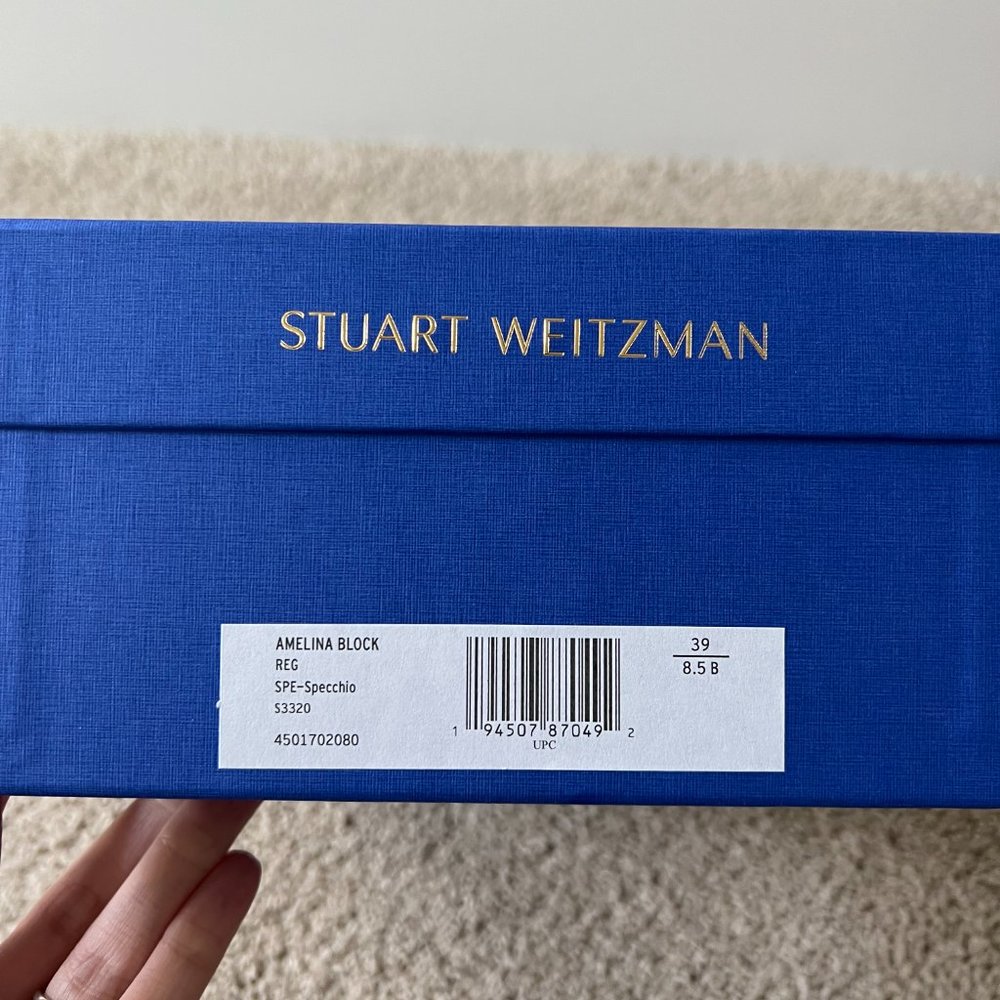 STUART WEITZMAN
AMELINA BLOCK
REG
SPE-Specchio
S3320
4501702080
1 94507 87049 2
UPC
39
8.5 B